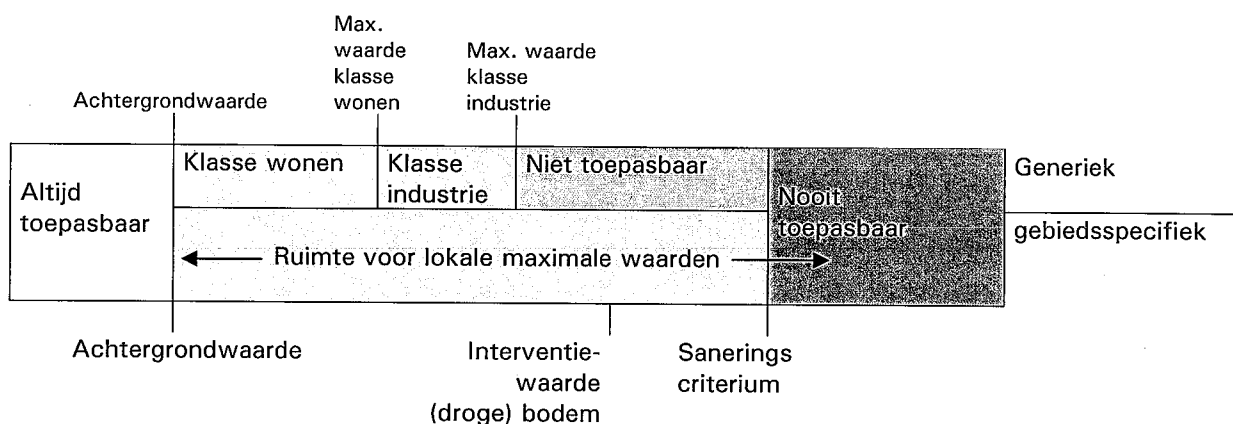 Max.
waarde
klasse
wonen
Max. waarde
klasse
industrie
Achtergrondwaarde
Altijd
toepasbaar
Klasse wonen
Klasse
industrie
Niet toepasbaar
Nooit
toepasbaar
Generiek
gebiedsspecifiek
Ruimte voor lokale maximale waarden
Achtergrondwaarde
Interventie-
waarde
(droge) bodem
Sanerings
criterium